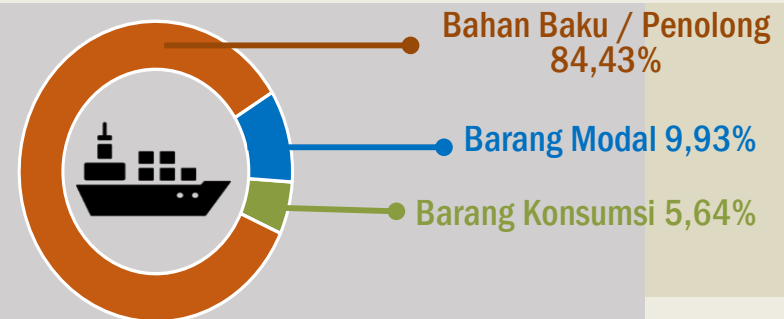 Bahan Baku / Penolong
84,43%
Barang Modal 9,93%
Barang Konsumsi 5,64%